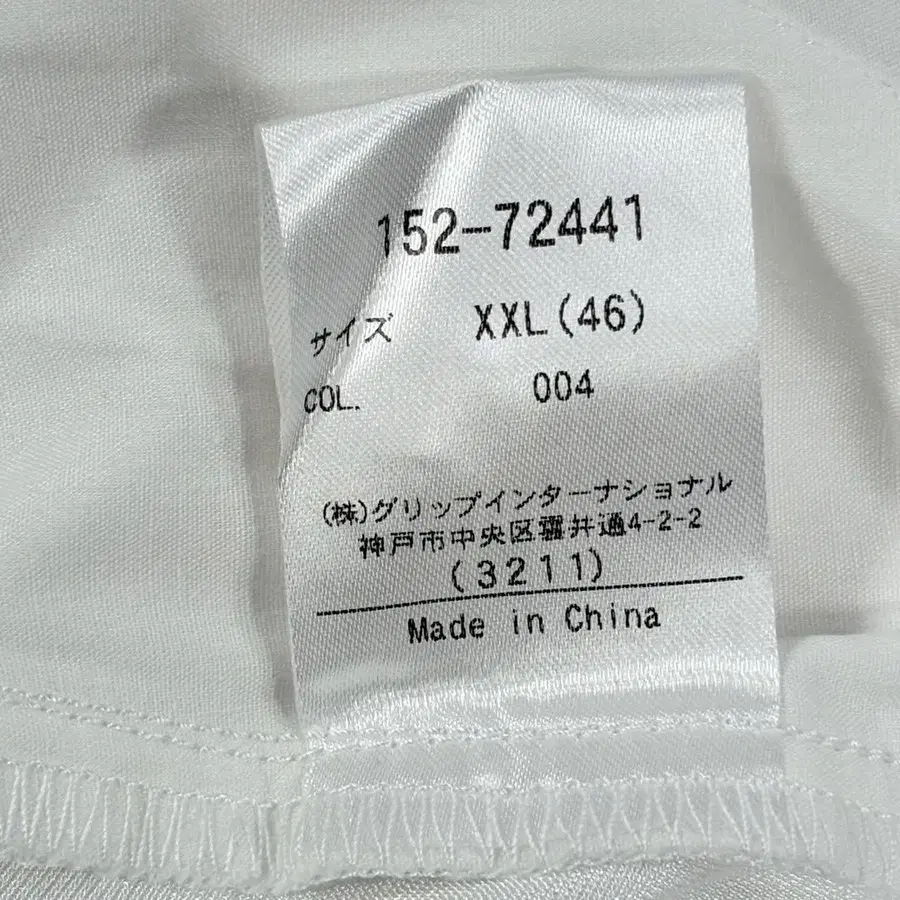 152-72441
サイズ XXL(46)
COL. 004
(株)グリップインターナショナル
神戸市中央区雲井通4-2-2
(3211)
Made in China